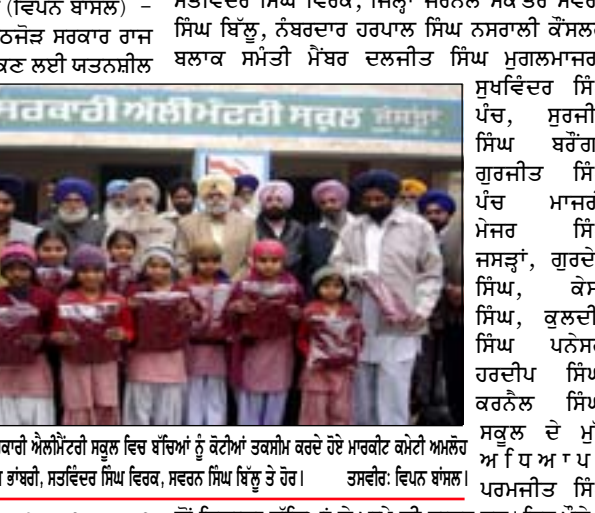 (ਵਿਪਨ ਬਾਂਸਲ) –
ਠਜੋੜ ਸਰਕਾਰ ਰਾਜ
ਕਣ ਲਈ ਯਤਨਸ਼ੀਲ
ਸਤਵਿੰਦਰ ਸਿੰਘ ਵਿਰਕ, ਜ਼ਿਲ੍ਹਾ ਜਨਰਲ ਸਕੱਤਰ ਸਵਰਨ
ਸਿੰਘ ਬਿੱਲੂ, ਨੰਬਰਦਾਰ ਹਰਪਾਲ ਸਿੰਘ ਨਸਰਾਲੀ ਕੌਂਸਲਰ
ਬਲਾਕ ਸਮੰਤੀ ਮੈਂਬਰ ਦਲਜੀਤ ਸਿੰਘ ਮੁਗਲਮਾਜਰ
ਸੁਖਵਿੰਦਰ ਸਿੰ
ਪੰਚ, ਸੁਰਜੀ
ਸਿੰਘ ਬਰੌਂਗ
ਗੁਰਜੀਤ ਸਿੰ
ਪੰਚ ਮਾਜਰੀ
ਮੇਜਰ ਸਿੰ
ਜਸੜ੍ਹਾਂ, ਗੁਰਦੇ
ਸਿੰਘ, ਕੇਸ
ਸਿੰਘ, ਕੁਲਦੀ
ਸਿੰਘ ਪਨੇਸ
ਹਰਦੀਪ ਸਿੰਘ
ਕਰਨੈਲ ਸਿੰਘ
ਸਕੂਲ ਦੇ ਮੁੱ
ਅਧਿਆਪ
ਪਰਮਜੀਤ ਸਿੰ
ਸਰਕਾਰੀ ਐਲੀਮੈਂਟਰੀ ਸਕੂਲ ਜੱਸੜਾਂ
ਕਾਰੀ ਐਲੀਮੈਂਟਰੀ ਸਕੂਲ ਵਿਚ ਬੱਚਿਆਂ ਨੂੰ ਕੋਟੀਆਂ ਤਕਸੀਮ ਕਰਦੇ ਹੋਏ ਮਾਰਕੀਟ ਕਮੇਟੀ ਅਮਲੋਹ
ਭਾਂਬਰੀ, ਸਤਵਿੰਦਰ ਸਿੰਘ ਵਿਰਕ, ਸਵਰਨ ਸਿੰਘ ਬਿੱਲੂ ਤੇ ਹੋਰ। ਤਸਵੀਰ: ਵਿਪਨ ਬਾਂਸਲ।